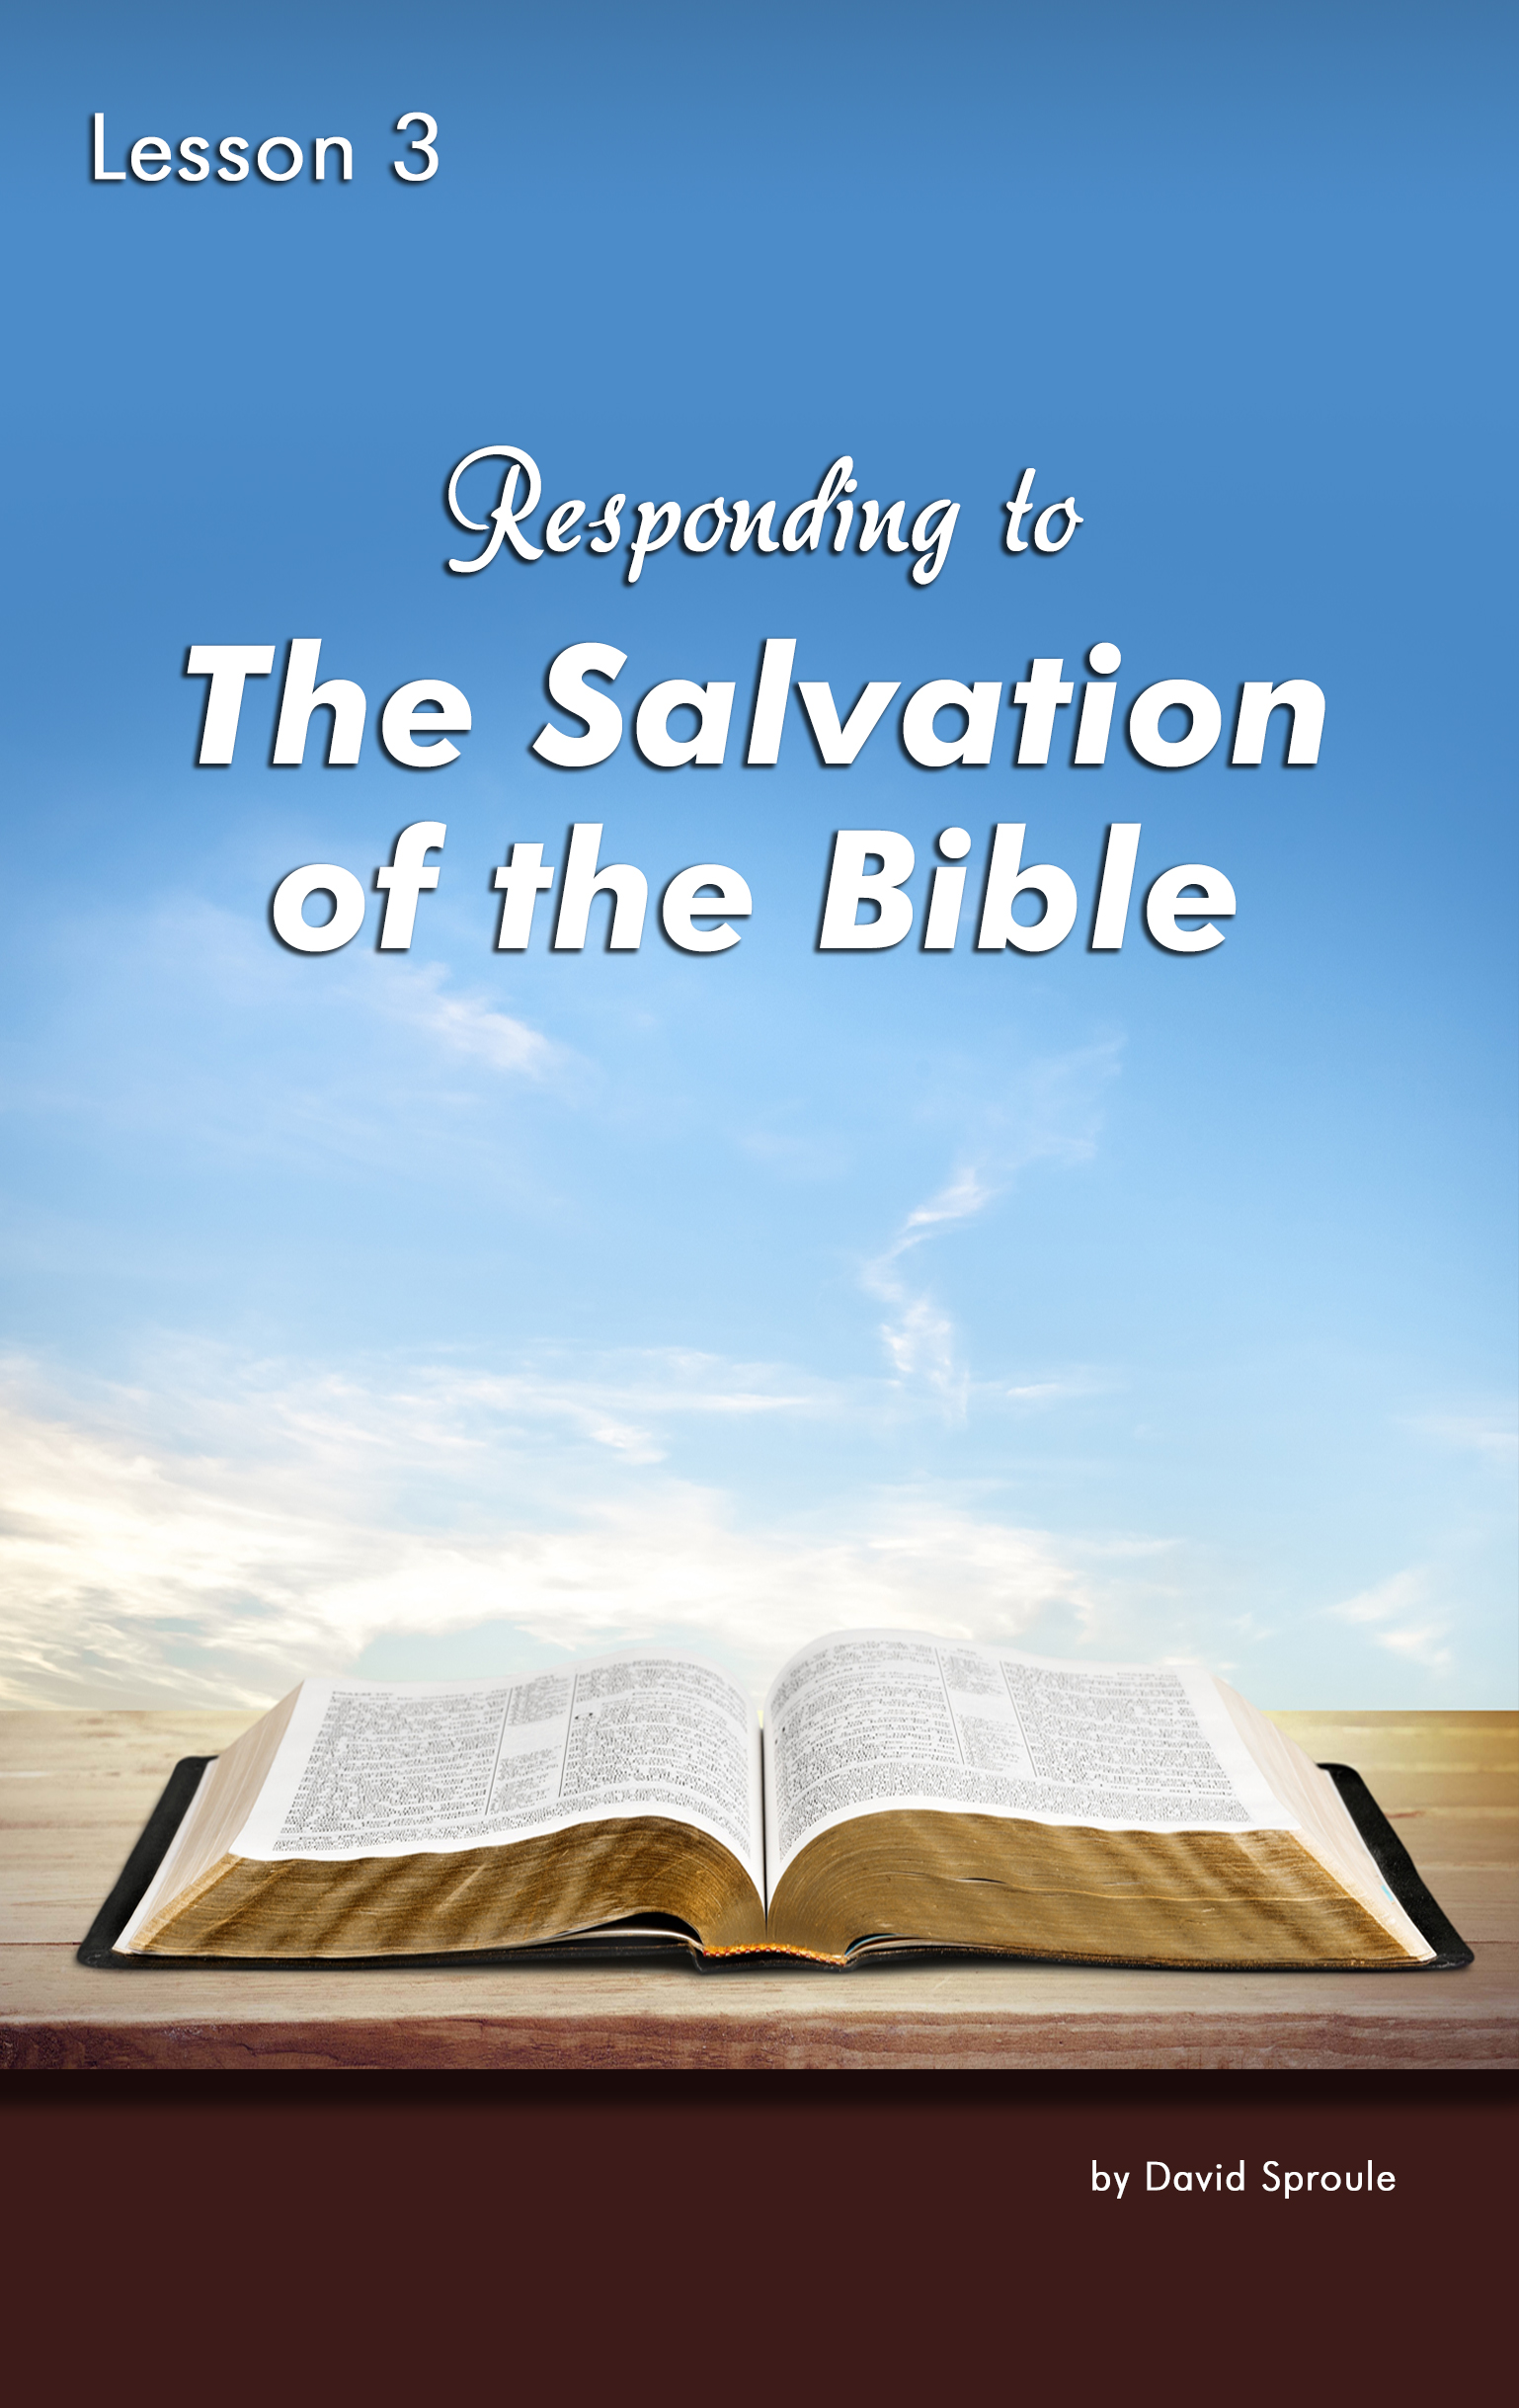 Lesson 3
Responding to
The Salvation
of the Bible
by David Sproule